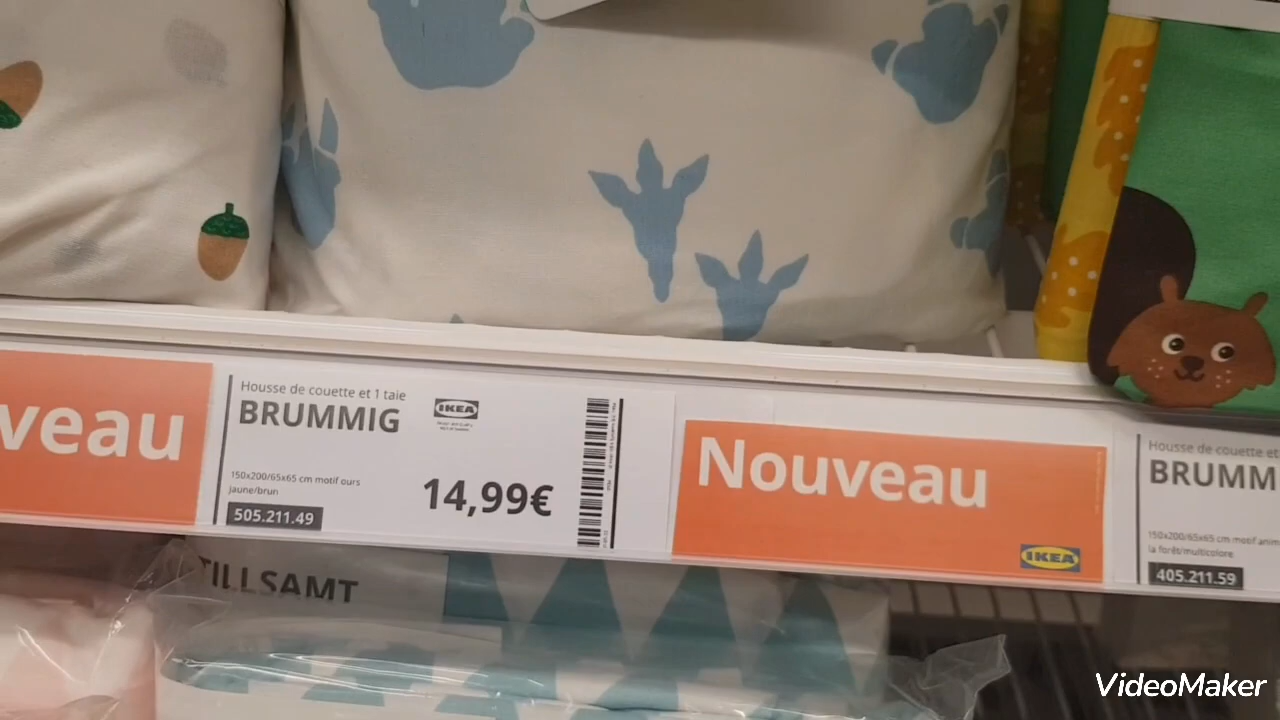 veau
Housse de couette et 1 taie
BRUMMIG
IKEA
150x200/65x65 cm motif ours
jaune/brun
14,99€
505.211.49
Nouveau
IKEA
Housse de couette et
BRUMM
150x200/65x65 cm motif anim
la forêt/multicolore
405.211.59
TILLSAMT
VideoMaker